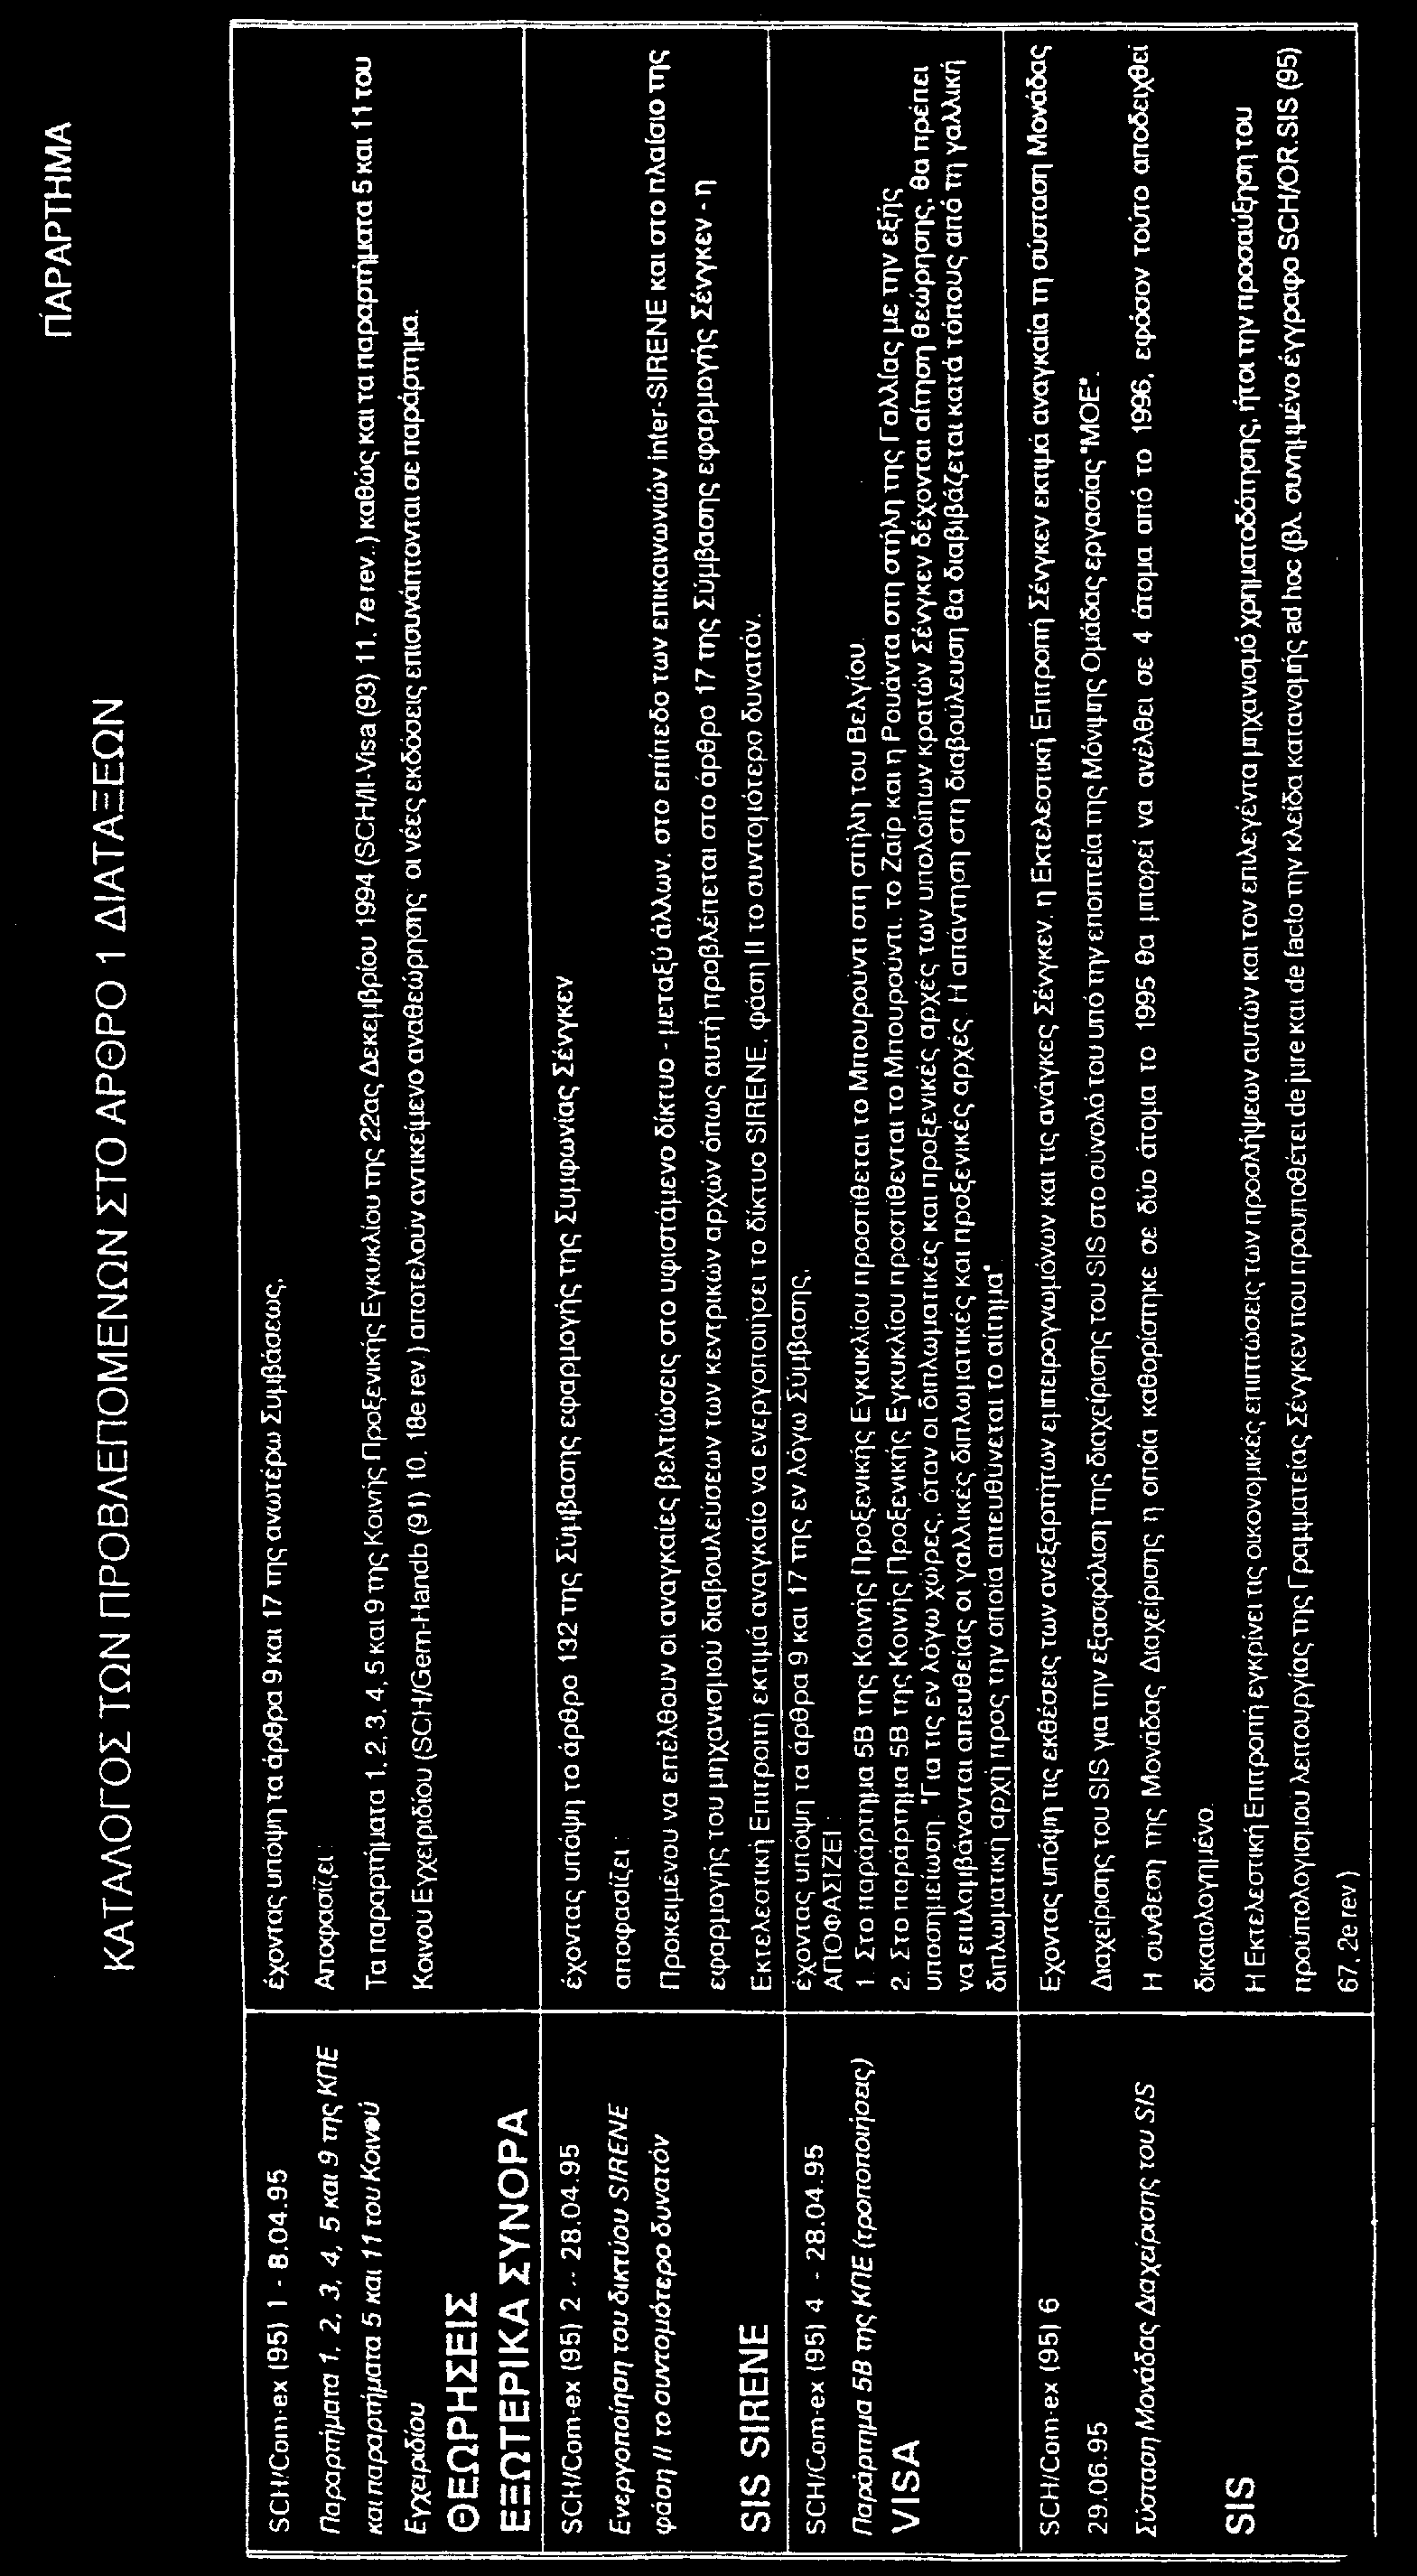 ΠΑΡΑΡΤΗΜΑ
ΚΑΤΑΛΟΓΟΣ ΤΩΝ ΠΡΟΒΛΕΠΟΜΕΝΩΝ ΣΤΟ ΑΡΘΡΟ 1 ΔΙΑΤΑΞΕΩΝ
SCH/Com-ex (95) 1 - 8.04.95
Παραρτήματα 1, 2, 3, 4, 5 και 9 της ΚΠΕ
και παραρτήματα 5 και 11 του Κοινού
Εγχειριδίου
ΘΕΩΡΗΣΕΙΣ
ΕΞΩΤΕΡΙΚΑ ΣΥΝΟΡΑ
έχοντας υπόψη τα άρθρα 9 και 17 της ανωτέρω Συμβάσεως,
Αποφασίζει :
Τα παραρτήματα 1, 2, 3, 4, 5 και 9 της Κοινής Προξενικής Εγκυκλίου της 22ας Δεκεμβρίου 1994 (SCH/II-Visa (93) 11, 7e rev.) καθώς και τα παραρτήματα 5 και 11 του
Κοινού Εγχειριδίου (SCH/Gem-Handb (91) 10, 18e rev.) αποτελουν αντικείμενο αναθεώρησης· οι νέες εκδόσεις επισυνάπτονται σε παράρτημα.
SCH/Com-ex (95) 2 -- 28.04.95
Ενεργοποίηση του δικτύου SIRENE
φάση II το συντομότερο δυνατόν
SIS SIRENE
έχοντας υπόψη το άρθρο 132 της Σύμβασης εφαρμογής της Συμφωνίας Σένγκεν
αποφασίζει :
Προκειμένου να επέλθουν οι αναγκαίες βελτιώσεις στο υφιστάμενο δίκτυο - μεταξύ άλλων, στο επίπεδο των επικοινωνιών inter-SIRENE και στο πλαίσιο της
εφαρμογής του μηχανισμού διαβουλεύσεων των κεντρικών αρχών όπως αυτή προβλέπεται στο άρθρο 17 της Σύμβασης εφαρμογής Σένγκεν - η
Εκτελεστική Επιτροπή εκτιμά αναγκαίο να ενεργοποιήσει το δίκτυο SIRENE, φάση II το συντομότερο δυνατόν.
SCH/Com-ex (95) 4 - 28.04.95
Παράρτημα 5Β της ΚΠΕ (τροποποιήσεις)
VISA
έχοντας υπόψη τα άρθρα 9 και 17 της εν λόγω Σύμβασης,
ΑΠΟΦΑΣΙΖΕΙ :
1. Στο παράρτημα 5Β της Κοινής Προξενικής Εγκυκλίου προστίθεται το Μπουρούντι στη στήλη του Βελγίου.
2. Στο παράρτημα 5Β της Κοινής Προξενικής Εγκυκλίου προστίθενται το Μπουρούντι, το Ζαίρ και η Ρουάντα στη στήλη της Γαλλίας με την εξής
υποσημείωση: "Για τις εν λόγω χώρες, όταν οι διπλωματικές και προξενικές αρχές των υπολοίπων κρατών Σένγκεν δέχονται αίτηση θεώρησης, θα πρέπει
να επιλαμβάνονται απευθείας οι γαλλικές διπλωματικές και προξενικές αρχές. Η απάντηση στη διαβούλευση θα διαβιβάζεται κατά τόπους από τη γαλλική
διπλωματική αρχή προς την οποία απευθύνεται το αίτημα"
SCH/Com-ex (95) 6
29.06.95
Σύσταση Μονάδας Διαχείρισης του SIS
SIS
Εχοντας υπόψη τις εκθέσεις των ανεξαρτήτων εμπειρογνωμόνων και τις ανάγκες Σένγκεν, η Εκτελεστική Επιτροπή Σένγκεν εκτιμά αναγκαία τη σύσταση Μονάδας
Διαχείρισης του SIS για την εξασφάλιση της διαχείρισης του SIS στο σύνολό του υπό την εποπτεία της Μόνιμης Ομάδας εργασίας "ΜΟΕ".
Η σύνθεση της Μονάδας Διαχείρισης η οποία καθορίστηκε σε δύο άτομα το 1995 θα μπορεί να ανέλθει σε 4 άτομα από το 1996, εφόσον τούτο αποδειχθεί
δικαιολογημένο.
Η Εκτελεστική Επιτροπή εγκρίνει τις οικονομικές επιπτώσεις των προσλήψεων αυτών και τον επιλεγέντα μηχανισμό χρηματοδότησης, ήτοι την προσαύξηση του
προϋπολογισμού λειτουργίας της Γραμματείας Σένγκεν που προυποθέτει de jure και de facto την κλείδα κατανομής ad hoc (βλ. συνημμένο έγγραφο SCH/OR.SIS (95)
67, 2e rev.)